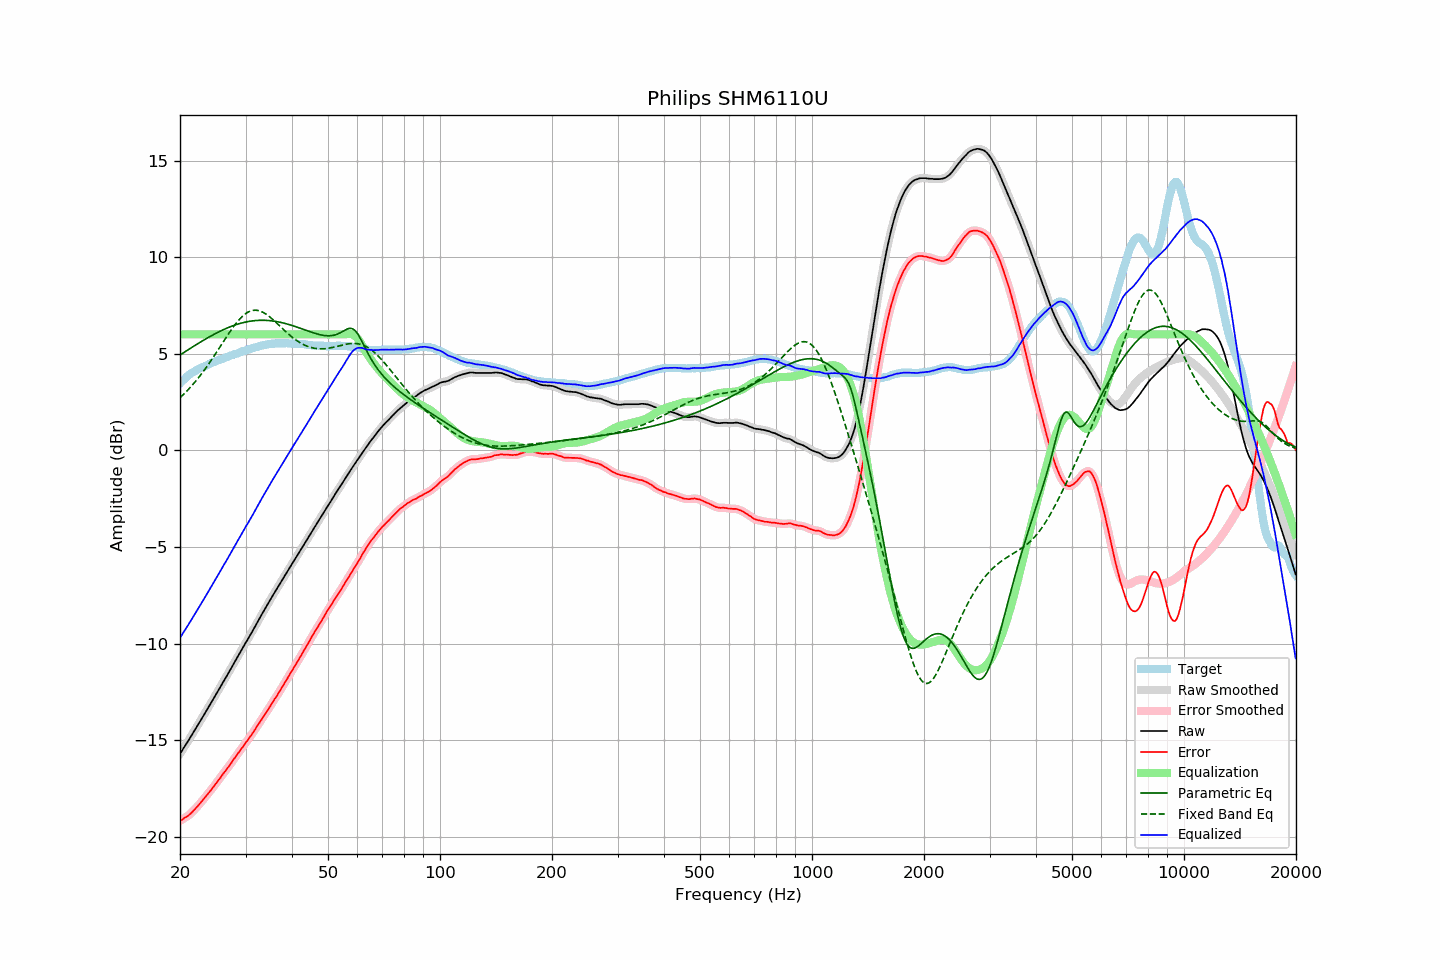 Philips SHM6110U
Amplitude (dBr)
15
10
5
0
−5
−10
−15
−20
20
50
100
200
500
1000
2000
5000
10000
20000
Frequency (Hz)
Target
Raw Smoothed
Error Smoothed
Raw
Error
Equalization
Parametric Eq
Fixed Band Eq
Equalized